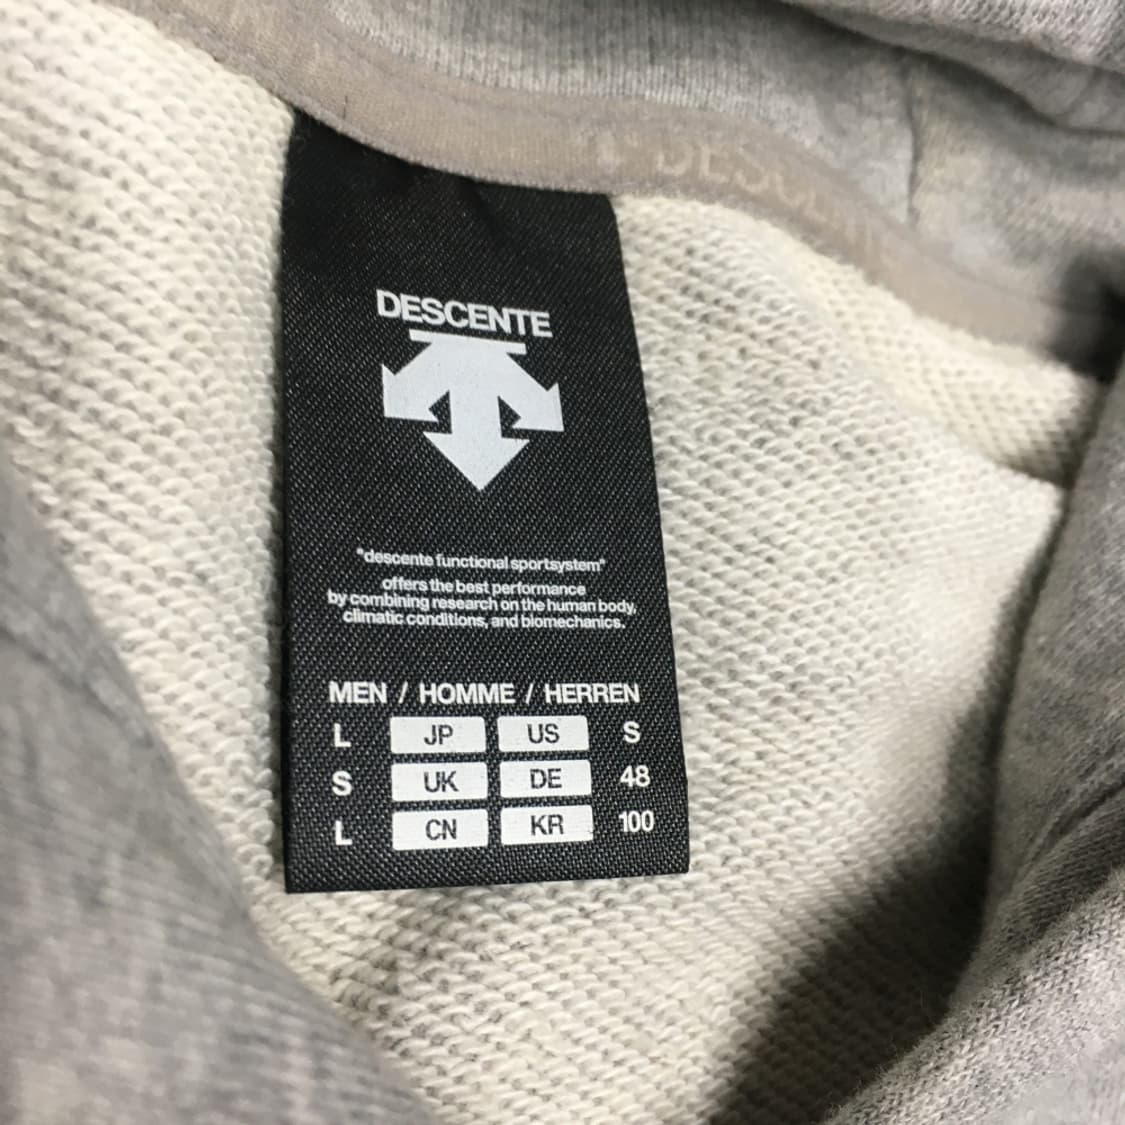 DESCENTE
DESCENTE
"descente functional sportsystem"
offers the best performance
by combining research on the human body,
climatic conditions, and biomechanics.
MEN / HOMME / HERREN
L JP US S
S UK DE 48
L CN KR 100